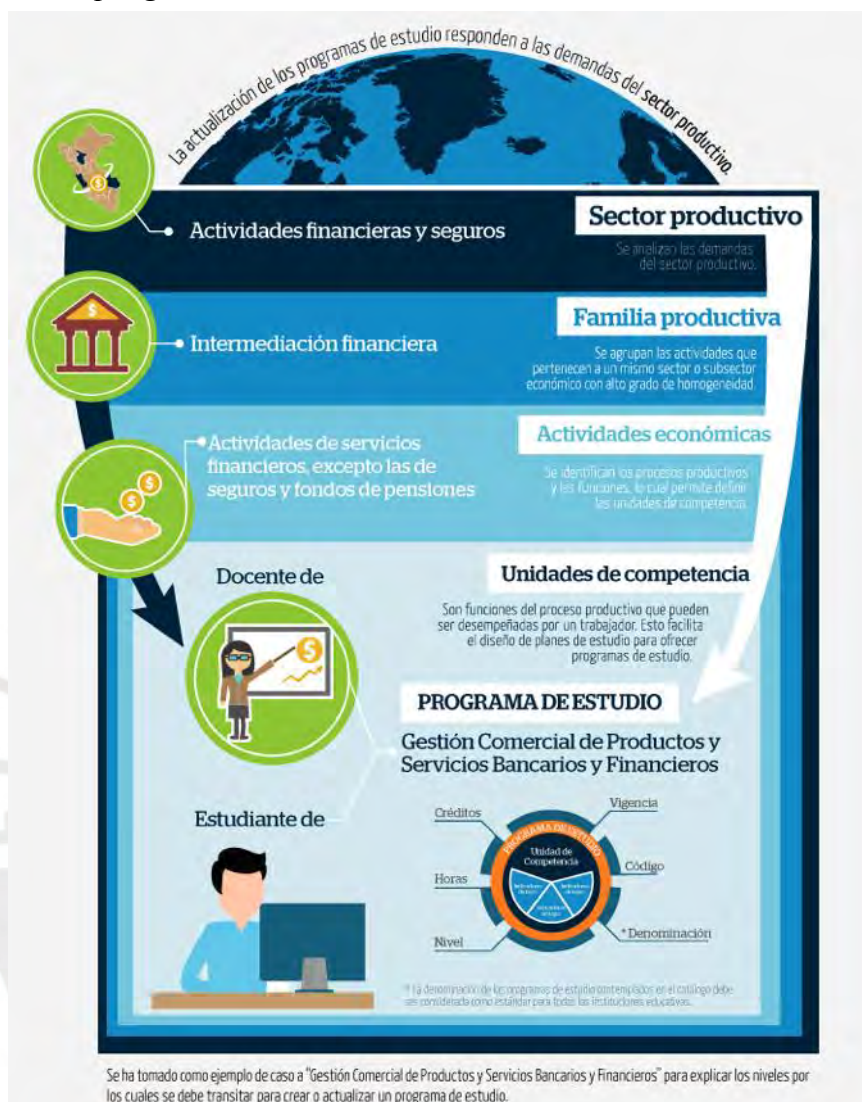 La actualización de los programas de estudio responden a las demandas del sector productivo.
Actividades financieras y seguros
Sector productivo
Se analizan las demandas
del sector productivo.
Intermediación financiera
Familia productiva
Se agrupan las actividades que
pertenecen a un mismo sector o subsector
económico con alto grado de homogeneidad.
Actividades de servicios
financieros, excepto las de
seguros y fondos de pensiones
Actividades económicas
Se identifican los procesos productivos
y las funciones, lo cual permite definir
las unidades de competencia.
Docente de
Unidades de competencia
Son funciones del proceso productivo que pueden
ser desempeñadas por un trabajador. Esto facilita
el diseño de planes de estudio para ofrecer
programas de estudio.
PROGRAMA DE ESTUDIO
Gestión Comercial de Productos y
Servicios Bancarios y Financieros
Estudiante de
Créditos
Vigencia
PROGRAMA DE ESTUDIO
Unidad de
Competencia
Horas
Código
Nivel
* Denominación
* La denominación de los programas de estudio contemplados en el catálogo debe
ser considerada como estándar para todas las instituciones educativas.
Se ha tomado como ejemplo de caso a "Gestión Comercial de Productos y Servicios Bancarios y Financieros" para explicar los niveles por
los cuales se debe transitar para crear o actualizar un programa de estudio.